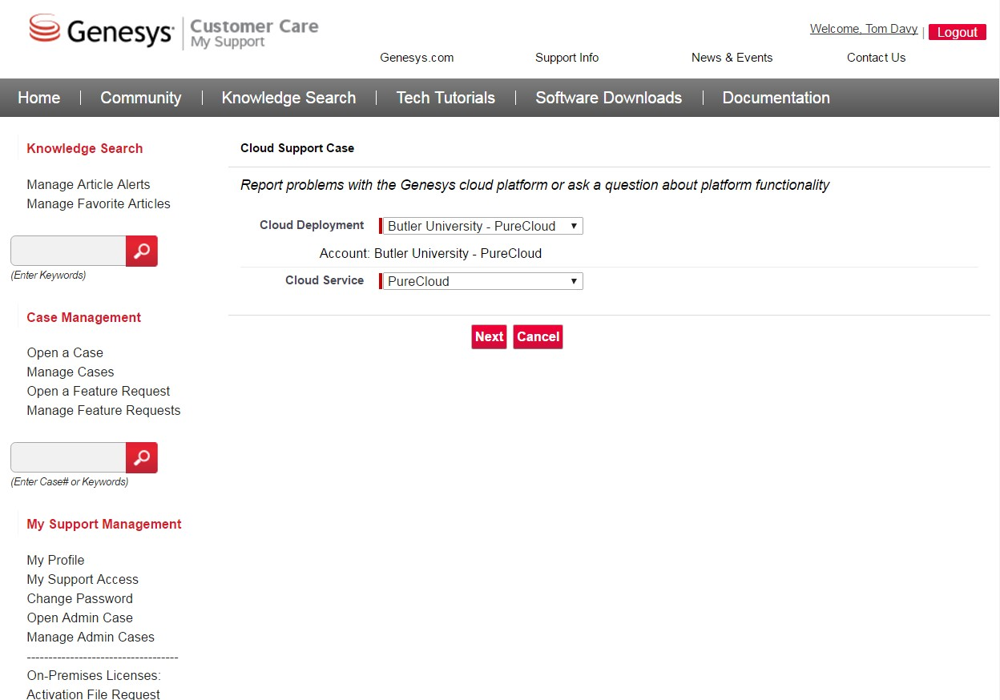 Genesys
Customer Care
My Support
Welcome, Tom Davy | Logout
Genesys.com Support Info News & Events Contact Us
Home | Community | Knowledge Search | Tech Tutorials | Software Downloads | Documentation
Knowledge Search
Manage Article Alerts
Manage Favorite Articles
(Enter Keywords)
Case Management
Open a Case
Manage Cases
Open a Feature Request
Manage Feature Requests
(Enter Case# or Keywords)
My Support Management
My Profile
My Support Access
Change Password
Open Admin Case
Manage Admin Cases
-----------------------------------
On-Premises Licenses:
Activation File Request
Cloud Support Case
Report problems with the Genesys cloud platform or ask a question about platform functionality
Cloud Deployment Butler University - PureCloud
Account: Butler University - PureCloud
Cloud Service PureCloud
Next Cancel